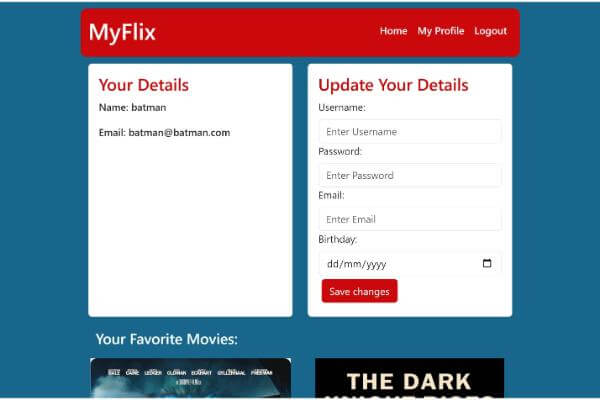 MyFlix
Home My Profile Logout
Your Details
Name: batman
Email: batman@batman.com
Update Your Details
Username:
Enter Username
Password:
Enter Password
Email:
Enter Email
Birthday:
dd/mm/yyyy
Save changes
Your Favorite Movies:
BALE CAINE LEDGER OLDMAN ECKHART GYLLENHAAL FREEMAN
THE DARK
KNIGHT RISES